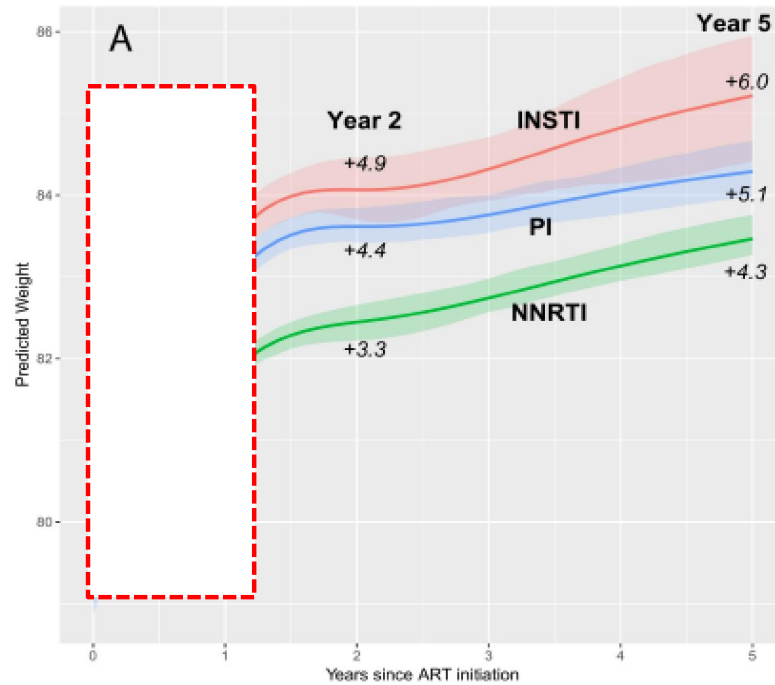 A
Year 5
86
+6.0
Year 2
INSTI
+4.9
84
+5.1
+4.4
PI
+4.3
NNRTI
+3.3
82
80
Predicted Weight
0 1 2 3 4 5
Years since ART initiation